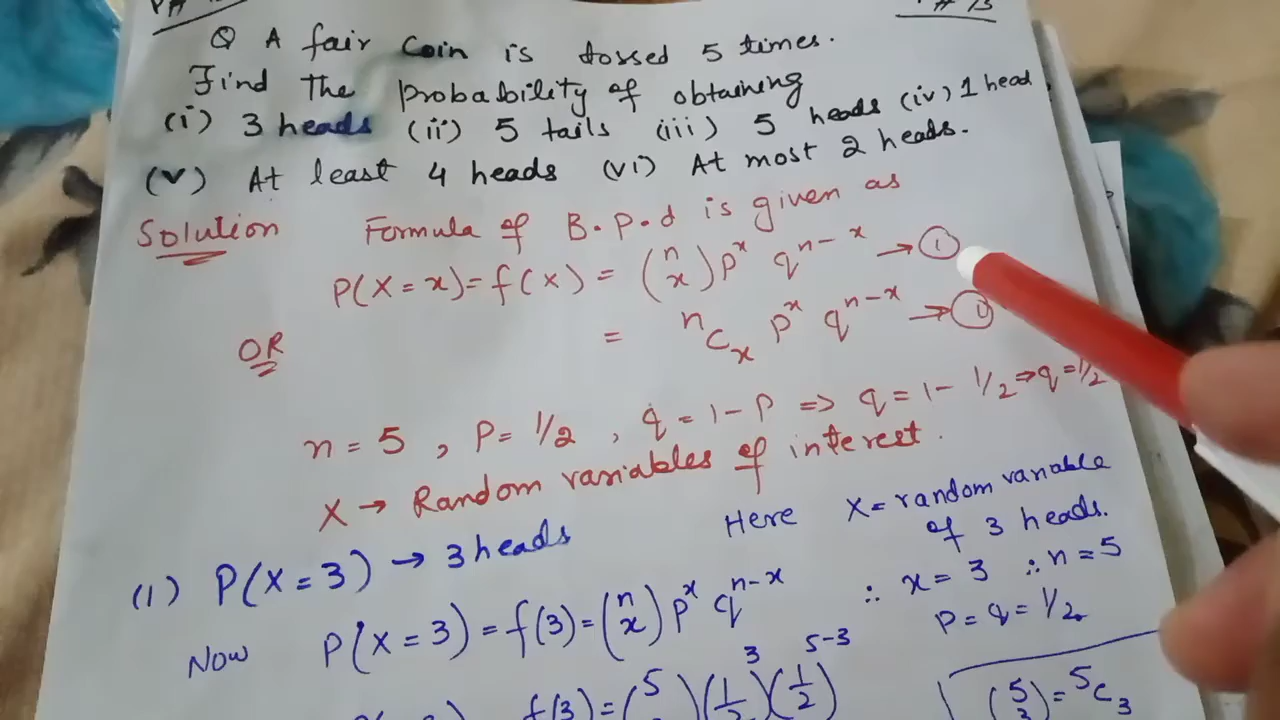 Q A fair Coin is tossed 5 times.
Find The probability of obtaining
(i) 3 heads (ii) 5 tails (iii) 5 heads (iv) 1 head
(v) At least 4 heads (vi) At most 2 heads.
Solution Formula of B.P.d is given as
P(X=x)=f(x) = (n x) p^x q^{n-x} → ①
OR = nCx p^x q^{n-x} →
n = 5 , P = 1/2 , q = 1 - P => q = 1 - 1/2 => q = 1/2
X → Random variables of interest.
(1) P(X=3) → 3 heads
Here X = random variable
of 3 heads.
∴ x = 3 ∴ n = 5
P = q = 1/2
Now P(X=3) = f(3) = (n x) p^x q^{n-x}
f(3) = (5 ) (1/2)^3 (1/2)^{5-3}
(5 3) = 5C3